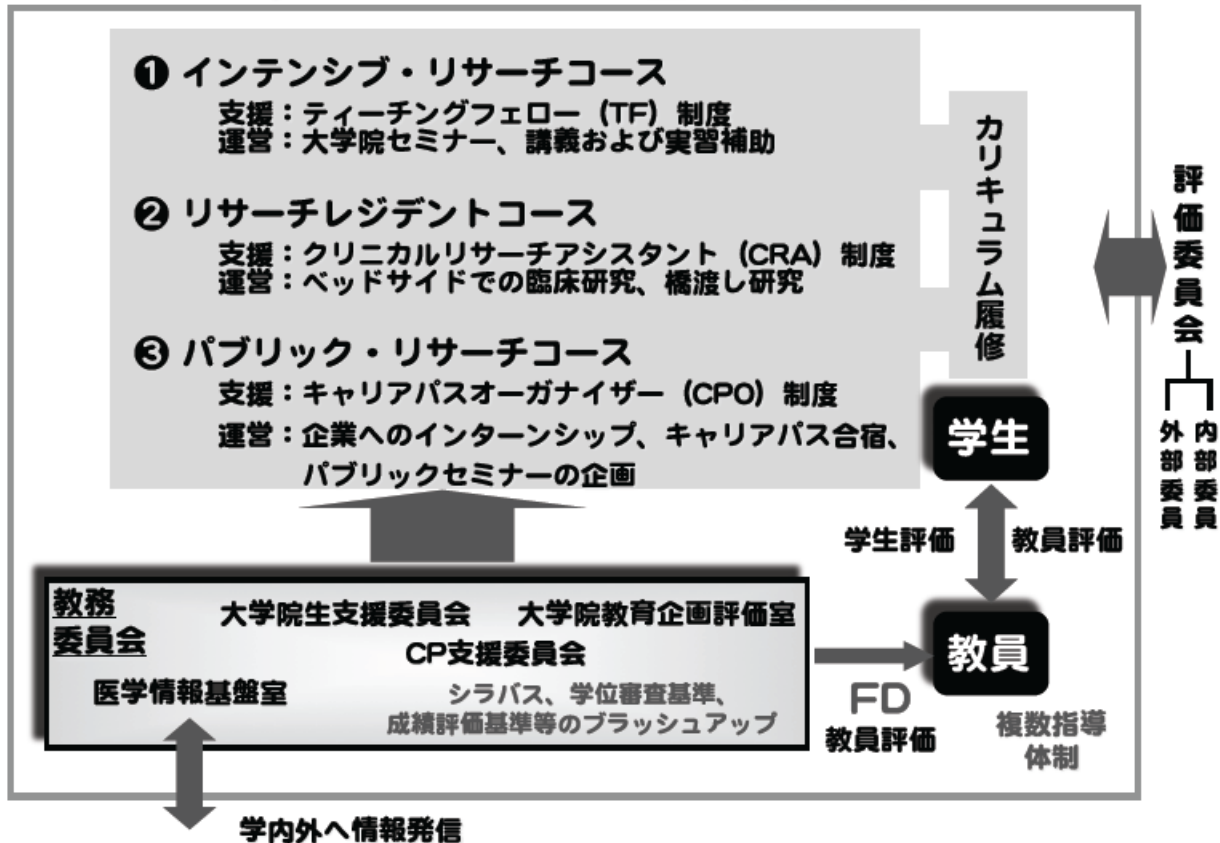 ❶ インテンシブ・リサーチコース
支援：ティーチングフェロー（TF）制度
運営：大学院セミナー、講義および実習補助
❷ リサーチレジデントコース
支援：クリニカルリサーチアシスタント（CRA）制度
運営：ベッドサイドでの臨床研究、橋渡し研究
❸ パブリック・リサーチコース
支援：キャリアパスオーガナイザー（CPO）制度
運営：企業へのインターンシップ、キャリアパス合宿、
パブリックセミナーの企画
カリキュラム履修
評価委員会
外部委員
内部委員
学生
学生評価
教員評価
教務
委員会
大学院生支援委員会
大学院教育企画評価室
CP支援委員会
医学情報基盤室
シラバス、学位審査基準、
成績評価基準等のブラッシュアップ
教員
FD
教員評価
複数指導
体制
学内外へ情報発信